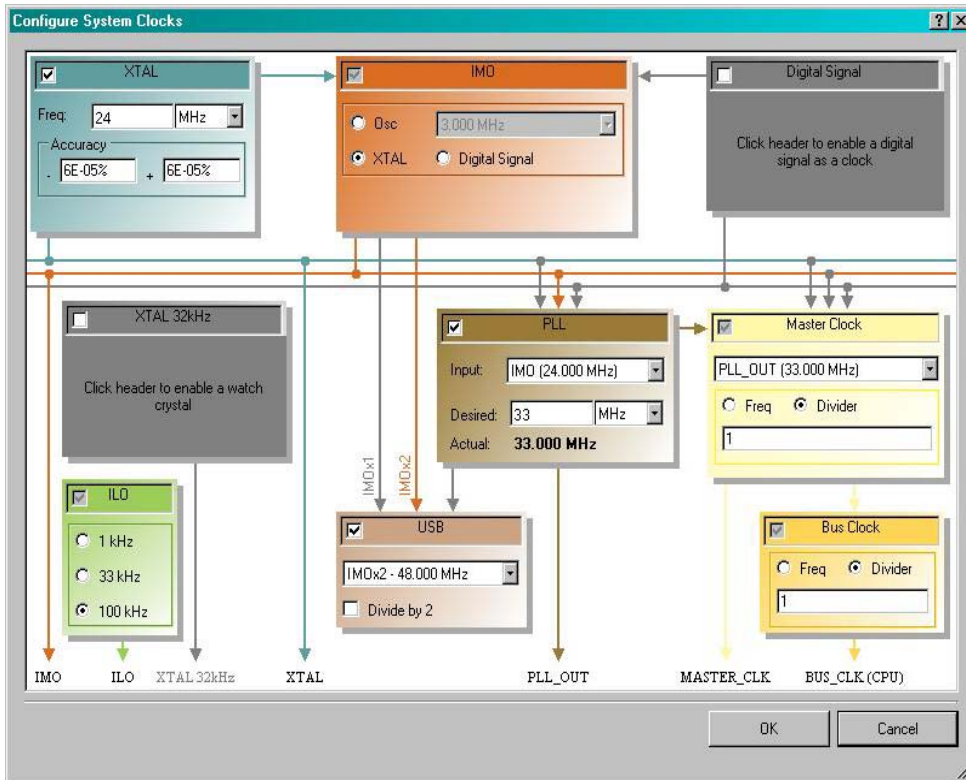 Configure System Clocks
XTAL
Freq: 24 MHz
Accuracy
- 6E-05% + 6E-05%
IMO
Osc 3.000 MHz
XTAL Digital Signal
Digital Signal
Click header to enable a digital
signal as a clock
XTAL 32kHz
Click header to enable a watch
crystal
PLL
Input: IMO (24.000 MHz)
Desired: 33 MHz
Actual: 33.000 MHz
Master Clock
PLL_OUT (33.000 MHz)
Freq Divider
1
IMOx1
IMOx2
ILO
1 kHz
33 kHz
100 kHz
USB
IMOx2 - 48.000 MHz
Divide by 2
Bus Clock
Freq Divider
1
IMO ILO XTAL 32kHz XTAL PLL_OUT MASTER_CLK BUS_CLK (CPU)
OK Cancel